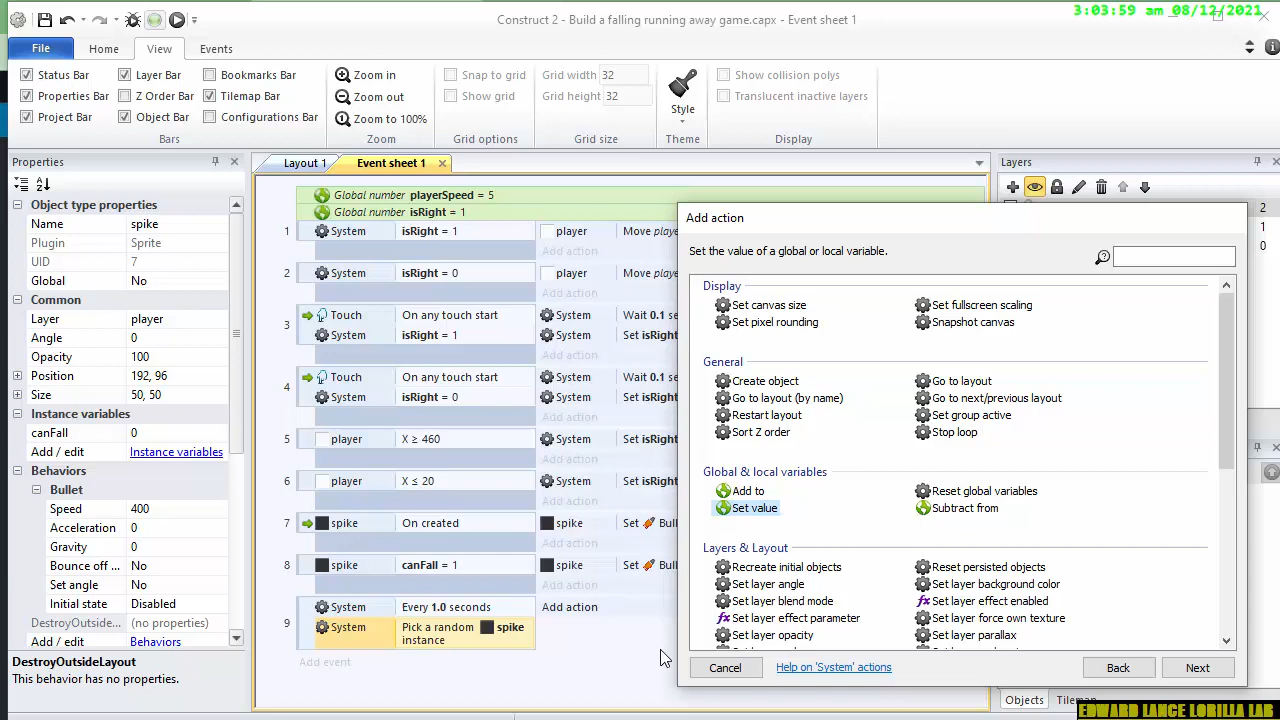 Construct 2 - Build a falling running away game.capx - Event sheet 1
3:03:59 am 08/12/2021
File Home View Events
Status Bar Layer Bar Bookmarks Bar Zoom in Snap to grid Grid width 32 Show collision polys
Properties Bar Z Order Bar Tilemap Bar Zoom out Show grid Grid height 32 Style Translucent inactive layers
Project Bar Object Bar Configurations Bar Zoom to 100%
Bars Zoom Grid options Grid size Theme Display
Properties
Object type properties
Name spike
Plugin Sprite
UID 7
Global No
Common
Layer player
Angle 0
Opacity 100
Position 192, 96
Size 50, 50
Instance variables
canFall 0
Add / edit Instance variables
Behaviors
Bullet
Speed 400
Acceleration 0
Gravity 0
Bounce off ... No
Set angle No
Initial state Disabled
DestroyOutside... (no properties)
Add / edit Behaviors
DestroyOutsideLayout
This behavior has no properties.
Layout 1 Event sheet 1
Global number playerSpeed = 5
Global number isRight = 1
1 System isRight = 1 player Move playe
Add action
2 System isRight = 0 player Move playe
Add action
3 Touch On any touch start System Wait 0.1 se
System isRight = 1 System Set isRight
Add action
4 Touch On any touch start System Wait 0.1 se
System isRight = 0 System Set isRight
Add action
5 player X ≥ 460 System Set isRight
Add action
6 player X ≤ 20 System Set isRight
Add action
7 spike On created spike Set Bull
Add action
8 spike canFall = 1 spike Set Bull
Add action
9 System Every 1.0 seconds Add action
System Pick a random spike
instance
Add event
Layers
2
1
0
Add action
Set the value of a global or local variable.
Display
Set canvas size Set fullscreen scaling
Set pixel rounding Snapshot canvas
General
Create object Go to layout
Go to layout (by name) Go to next/previous layout
Restart layout Set group active
Sort Z order Stop loop
Global & local variables
Add to Reset global variables
Set value Subtract from
Layers & Layout
Recreate initial objects Reset persisted objects
Set layer angle Set layer background color
Set layer blend mode Set layer effect enabled
Set layer effect parameter Set layer force own texture
Set layer opacity Set layer parallax
Cancel Help on 'System' actions Back Next
Objects Tilemap
EDWARD LANCE LORILLA LAB